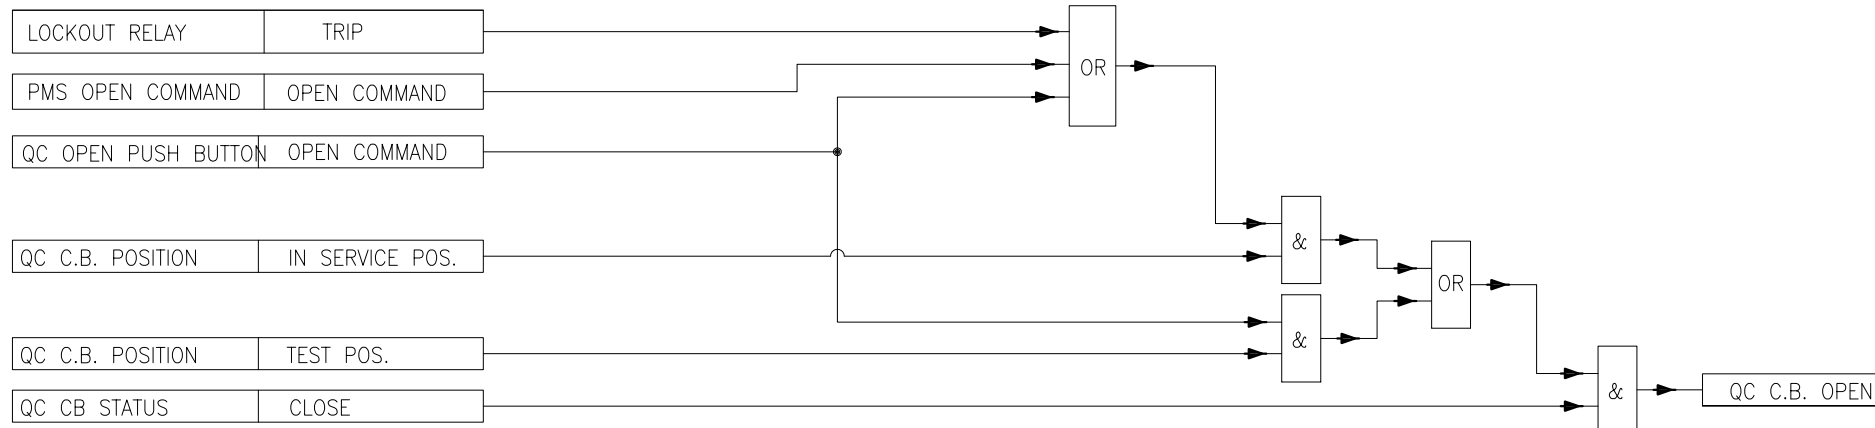 LOCKOUT RELAY TRIP
PMS OPEN COMMAND OPEN COMMAND
QC OPEN PUSH BUTTON OPEN COMMAND
OR
QC C.B. POSITION IN SERVICE POS.
&
OR
QC C.B. POSITION TEST POS.
&
QC CB STATUS CLOSE
&
QC C.B. OPEN